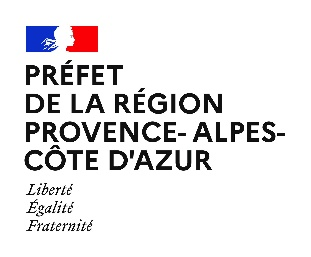 PRÉFET
DE LA RÉGION
PROVENCE- ALPES-
CÔTE D'AZUR
Liberté
Égalité
Fraternité